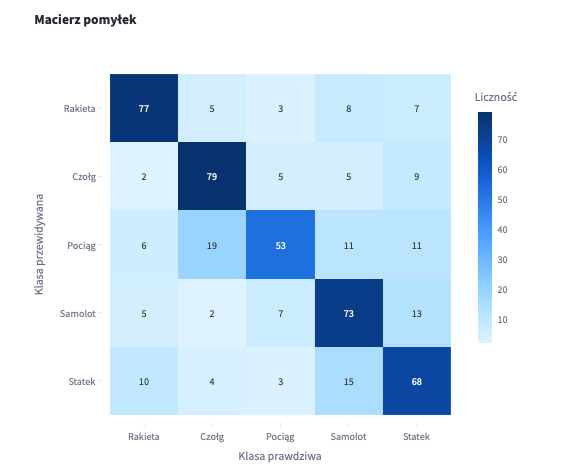 Macierz pomyłek
Liczność
Rakieta 77 5 3 8 7
Czołg 2 79 5 5 9
Pociąg 6 19 53 11 11
Samolot 5 2 7 73 13
Statek 10 4 3 15 68
Klasa przewidywana
Rakieta Czołg Pociąg Samolot Statek
Klasa prawdziwa
70
60
50
40
30
20
10